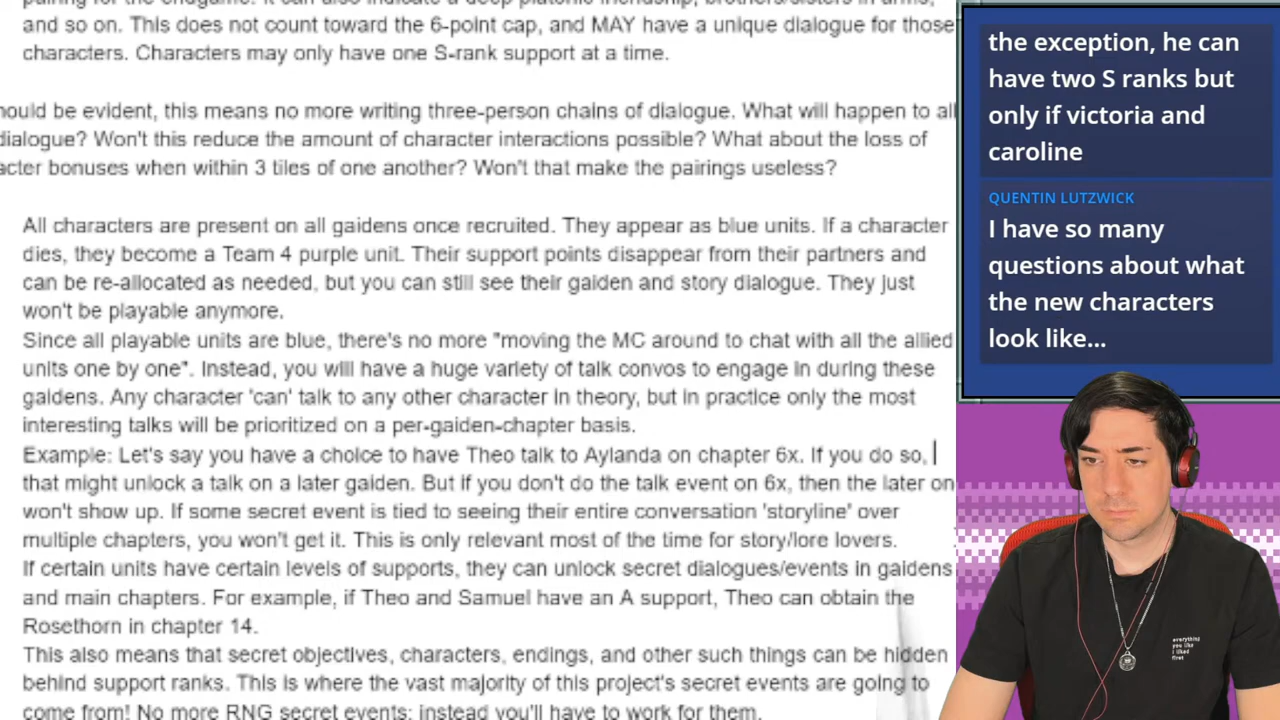 pairing for the endgame. It can also indicate a deep platonic friendship, brothers/sisters in arms,
and so on. This does not count toward the 6-point cap, and MAY have a unique dialogue for those
characters. Characters may only have one S-rank support at a time.
hould be evident, this means no more writing three-person chains of dialogue. What will happen to all
dialogue? Won't this reduce the amount of character interactions possible? What about the loss of
acter bonuses when within 3 tiles of one another? Won't that make the pairings useless?
All characters are present on all gaidens once recruited. They appear as blue units. If a character
dies, they become a Team 4 purple unit. Their support points disappear from their partners and
can be re-allocated as needed, but you can still see their gaiden and story dialogue. They just
won't be playable anymore.
Since all playable units are blue, there's no more "moving the MC around to chat with all the allied
units one by one". Instead, you will have a huge variety of talk convos to engage in during these
gaidens. Any character 'can' talk to any other character in theory, but in practice only the most
interesting talks will be prioritized on a per-gaiden-chapter basis.
Example: Let's say you have a choice to have Theo talk to Aylanda on chapter 6x. If you do so,
that might unlock a talk on a later gaiden. But if you don't do the talk event on 6x, then the later on
won't show up. If some secret event is tied to seeing their entire conversation 'storyline' over
multiple chapters, you won't get it. This is only relevant most of the time for story/lore lovers.
If certain units have certain levels of supports, they can unlock secret dialogues/events in gaidens
and main chapters. For example, if Theo and Samuel have an A support, Theo can obtain the
Rosethorn in chapter 14.
This also means that secret objectives, characters, endings, and other such things can be hidden
behind support ranks. This is where the vast majority of this project's secret events are going to
come from! No more RNG secret events; instead you'll have to work for them.
the exception, he can
have two S ranks but
only if victoria and
caroline
QUENTIN LUTZWICK
I have so many
questions about what
the new characters
look like...
everything
you like
I liked
first